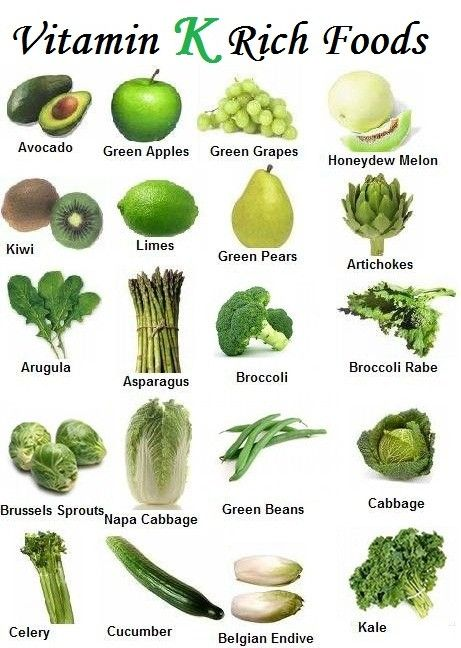 Vitamin K Rich Foods
Avocado
Green Apples
Green Grapes
Honeydew Melon
Kiwi
Limes
Green Pears
Artichokes
Arugula
Asparagus
Broccoli
Broccoli Rabe
Brussels Sprouts
Napa Cabbage
Green Beans
Cabbage
Celery
Cucumber
Belgian Endive
Kale